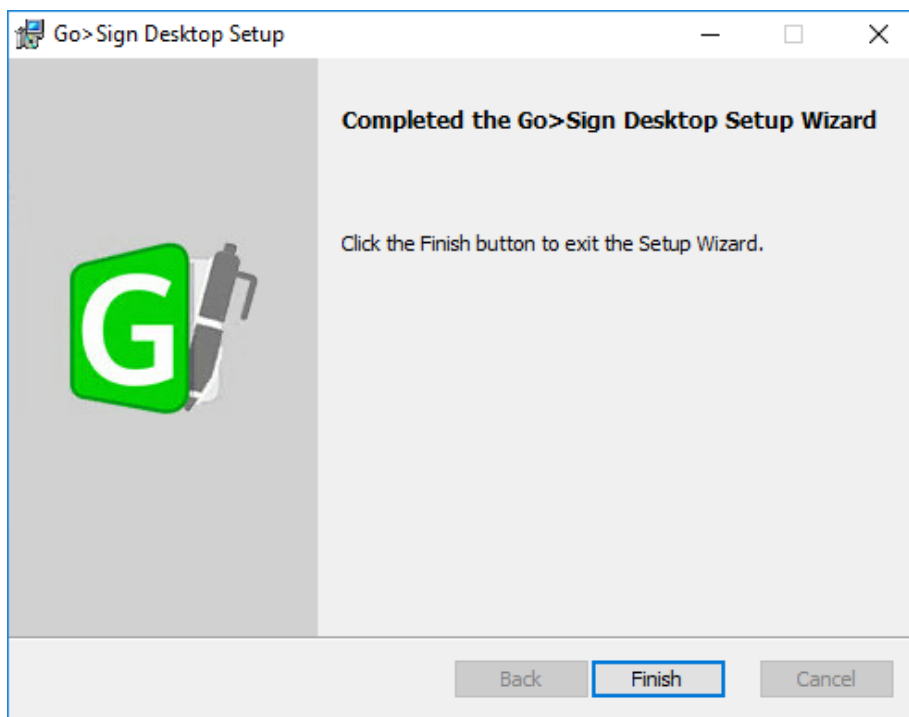 Go>Sign Desktop Setup
Completed the Go>Sign Desktop Setup Wizard
Click the Finish button to exit the Setup Wizard.
G
Back Finish Cancel